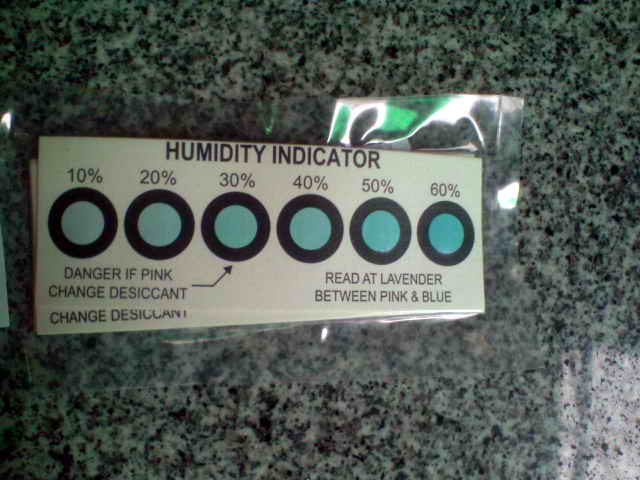 HUMIDITY INDICATOR
10% 20% 30% 40% 50% 60%
DANGER IF PINK
CHANGE DESICCANT
READ AT LAVENDER
BETWEEN PINK & BLUE
CHANGE DESICCANT